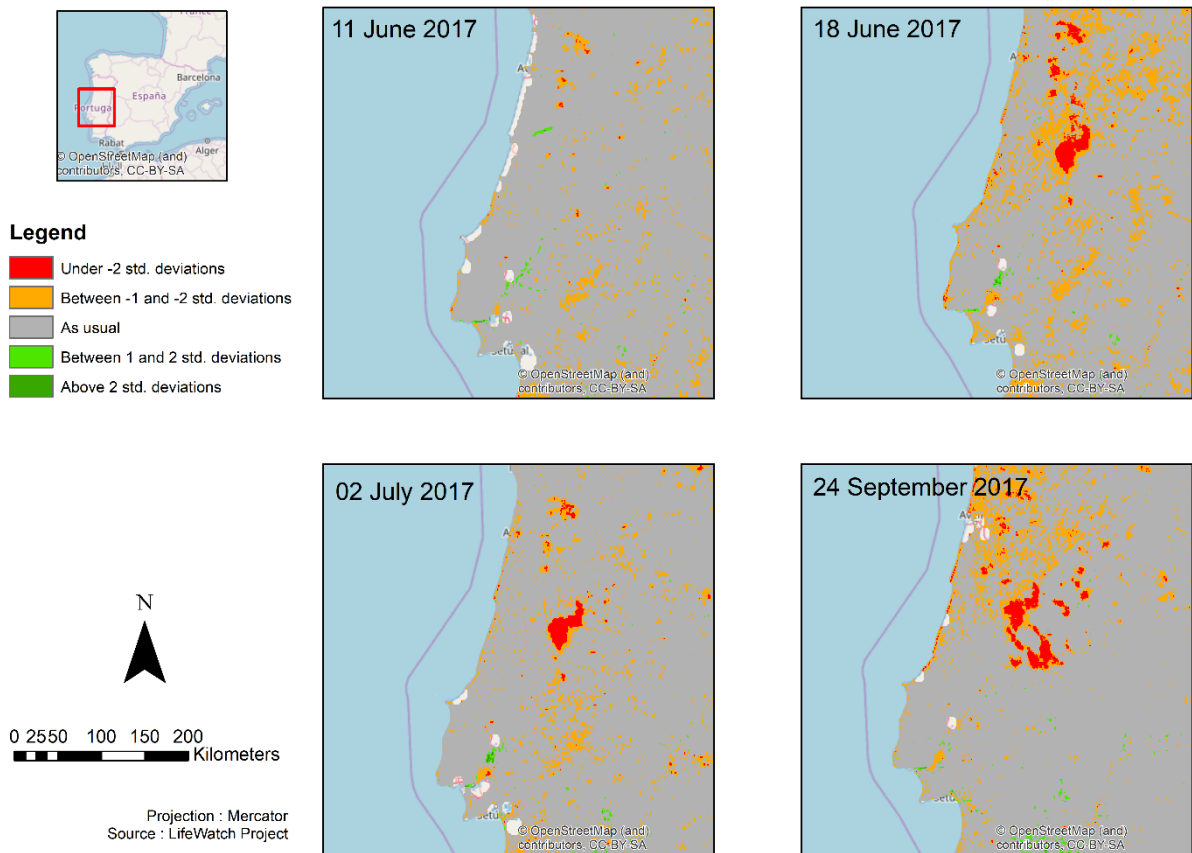 France
Barcelona
Portugal
España
Rabat
Alger
© OpenStreetMap (and)
contributors, CC-BY-SA
Legend
Under -2 std. deviations
Between -1 and -2 std. deviations
As usual
Between 1 and 2 std. deviations
Above 2 std. deviations
N
0 25 50 100 150 200
Kilometers
Projection : Mercator
Source : LifeWatch Project
11 June 2017
© OpenStreetMap (and)
contributors, CC-BY-SA
18 June 2017
© OpenStreetMap (and)
contributors, CC-BY-SA
02 July 2017
© OpenStreetMap (and)
contributors, CC-BY-SA
24 September 2017
© OpenStreetMap (and)
contributors, CC-BY-SA